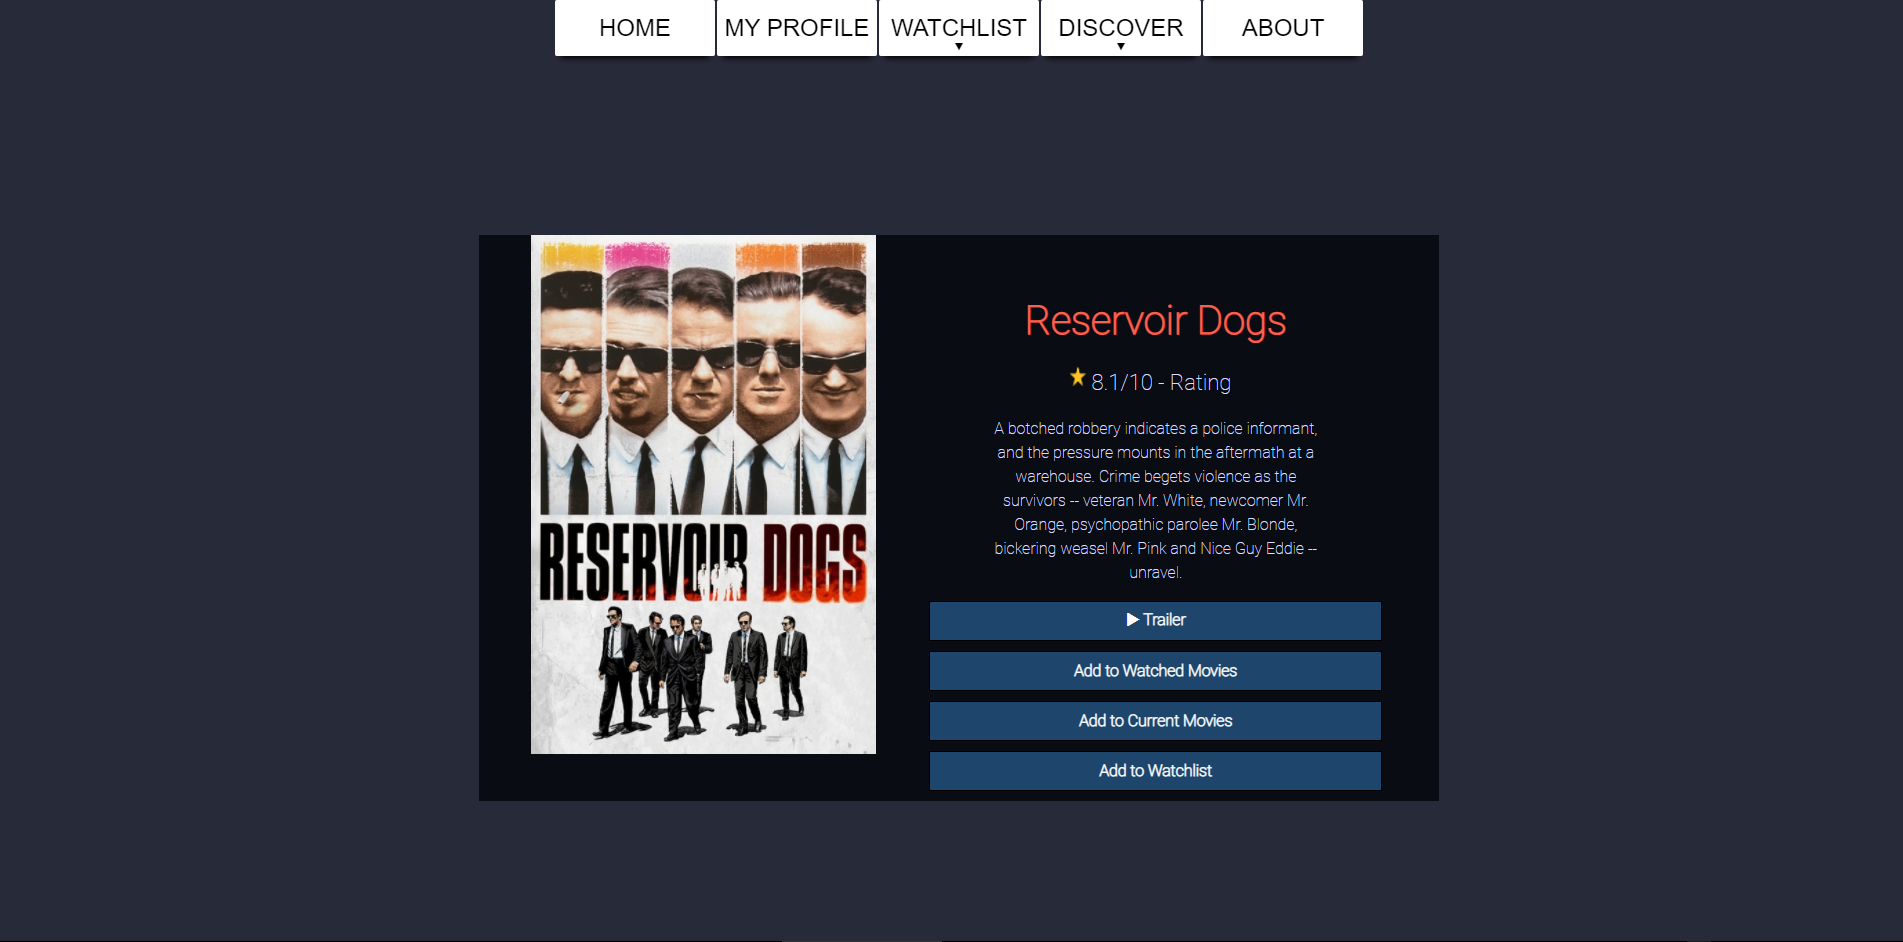 HOME MY PROFILE WATCHLIST DISCOVER ABOUT
RESERVOIR DOGS
Reservoir Dogs
8.1/10 - Rating
A botched robbery indicates a police informant,
and the pressure mounts in the aftermath at a
warehouse. Crime begets violence as the
survivors -- veteran Mr. White, newcomer Mr.
Orange, psychopathic parolee Mr. Blonde,
bickering weasel Mr. Pink and Nice Guy Eddie --
unravel.
Trailer
Add to Watched Movies
Add to Current Movies
Add to Watchlist